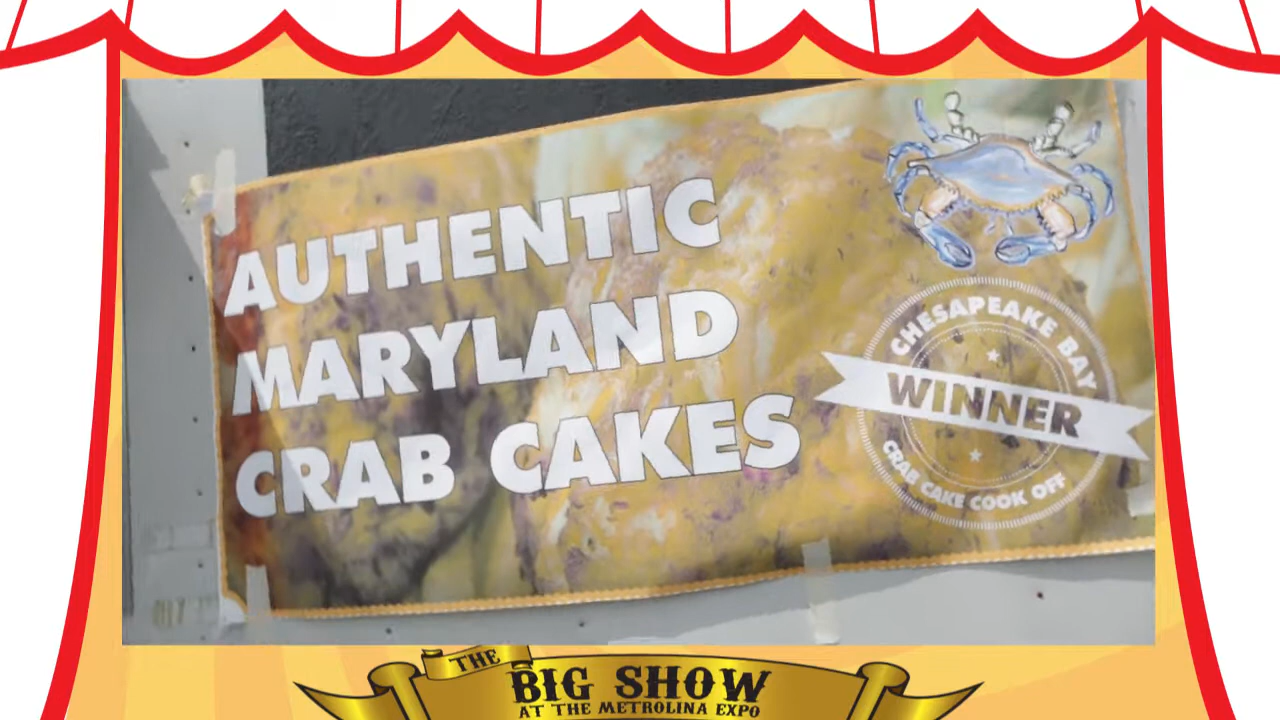 AUTHENTIC
MARYLAND
CRAB CAKES
CHESAPEAKE BAY
WINNER
CRAB CAKE COOK OFF
THE
BIG SHOW
AT THE METROLINA EXPO